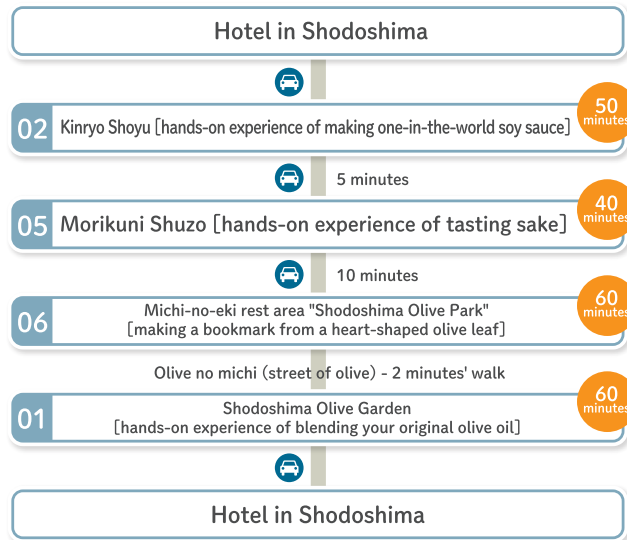 Hotel in Shodoshima
50
minutes
02
Kinryo Shoyu [hands-on experience of making one-in-the-world soy sauce]
5 minutes
40
minutes
05
Morikuni Shuzo [hands-on experience of tasting sake]
10 minutes
60
minutes
06
Michi-no-eki rest area "Shodoshima Olive Park"
[making a bookmark from a heart-shaped olive leaf]
Olive no michi (street of olive) - 2 minutes' walk
60
minutes
01
Shodoshima Olive Garden
[hands-on experience of blending your original olive oil]
Hotel in Shodoshima